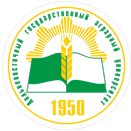 Дальневосточный государственный аграрный университет
1950